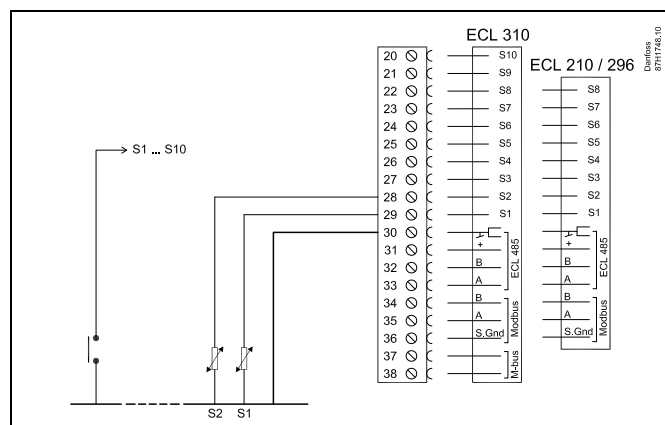 ECL 310
ECL 210 / 296
Danfoss
87H1748.10
S1 ... S10
20 S10
21 S9
22 S8
23 S7
24 S6
25 S5
26 S4
27 S3
28 S2
29 S1
30
31 +
32 B
33 A
34 B
35 A
36 S.Gnd
37
38
ECL 485
Modbus
M-bus
S8
S7
S6
S5
S4
S3
S2
S1
+
B
A
B
A
S.Gnd
ECL 485
Modbus
S2 S1